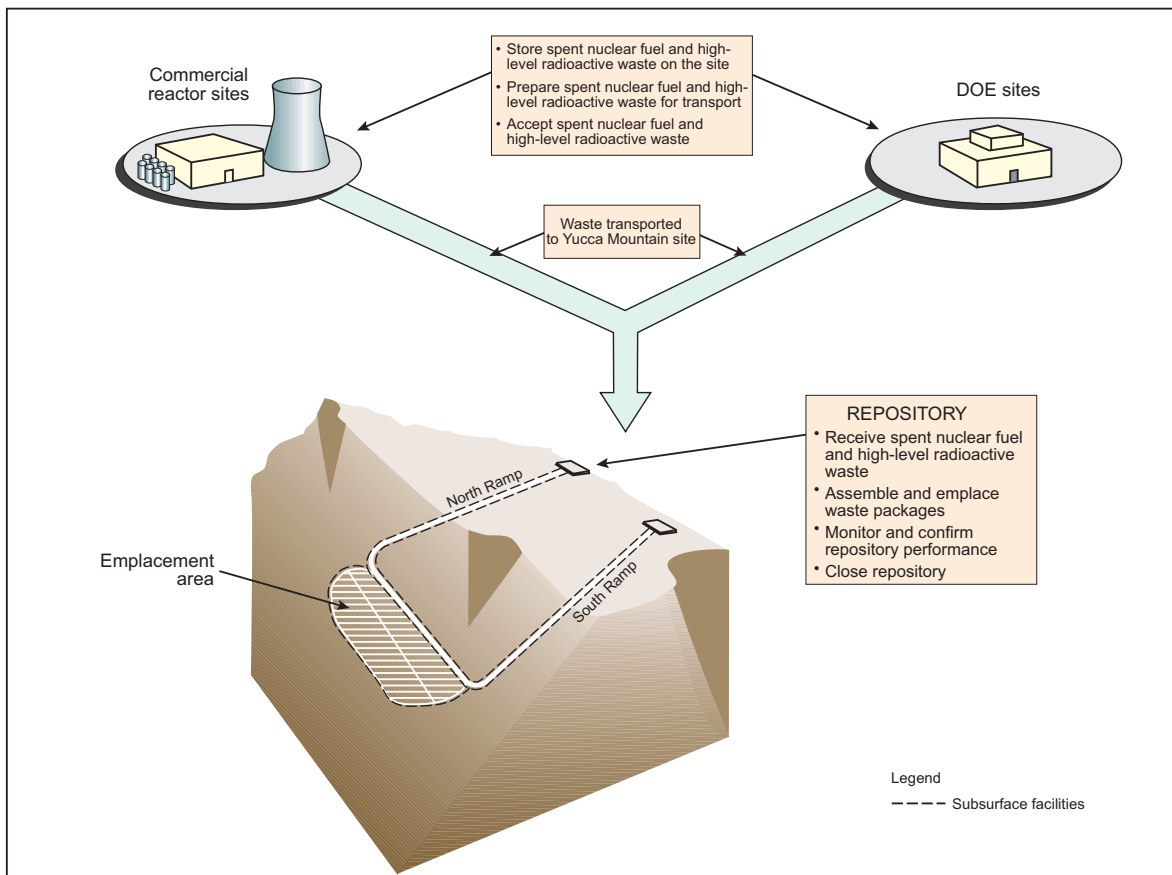 • Store spent nuclear fuel and high-
level radioactive waste on the site
• Prepare spent nuclear fuel and high-
level radioactive waste for transport
• Accept spent nuclear fuel and
high-level radioactive waste
Commercial
reactor sites
DOE sites
Waste transported
to Yucca Mountain site
REPOSITORY
• Receive spent nuclear fuel
and high-level radioactive
waste
• Assemble and emplace
waste packages
• Monitor and confirm
repository performance
• Close repository
North Ramp
South Ramp
Emplacement
area
Legend
Subsurface facilities